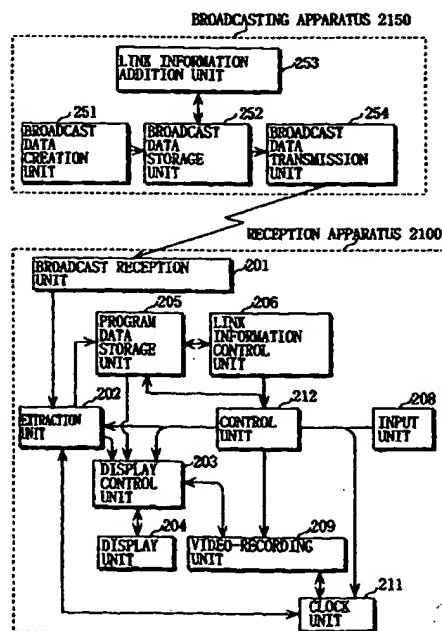 BROADCASTING APPARATUS 2150
LINK INFORMATION
ADDITION UNIT
253
251
BROADCAST
DATA
CREATION
UNIT
252
BROADCAST
DATA
STORAGE
UNIT
254
BROADCAST
DATA
TRANSMISSION
UNIT
RECEPTION APPARATUS 2100
BROADCAST RECEPTION
UNIT
201
205
PROGRAM
DATA
STORAGE
UNIT
206
LINK
INFORMATION
CONTROL
UNIT
202
EXTRACTION
UNIT
212
CONTROL
UNIT
208
INPUT
UNIT
203
DISPLAY
CONTROL
UNIT
204
DISPLAY
UNIT
209
VIDEO-RECORDING
UNIT
211
CLOCK
UNIT